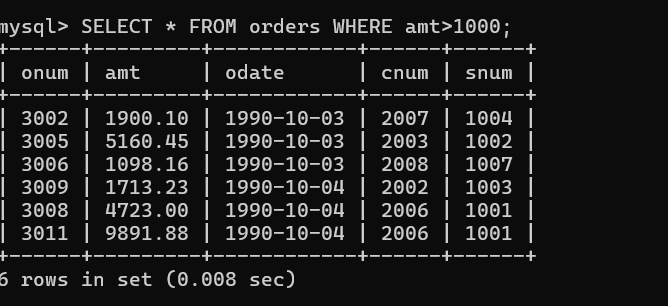 mysql> SELECT * FROM orders WHERE amt>1000;
+------+---------+------------+------+------+
| onum | amt     | odate      | cnum | snum |
+------+---------+------------+------+------+
| 3002 | 1900.10 | 1990-10-03 | 2007 | 1004 |
| 3005 | 5160.45 | 1990-10-03 | 2003 | 1002 |
| 3006 | 1098.16 | 1990-10-03 | 2008 | 1007 |
| 3009 | 1713.23 | 1990-10-04 | 2002 | 1003 |
| 3008 | 4723.00 | 1990-10-04 | 2006 | 1001 |
| 3011 | 9891.88 | 1990-10-04 | 2006 | 1001 |
+------+---------+------------+------+------+
6 rows in set (0.008 sec)